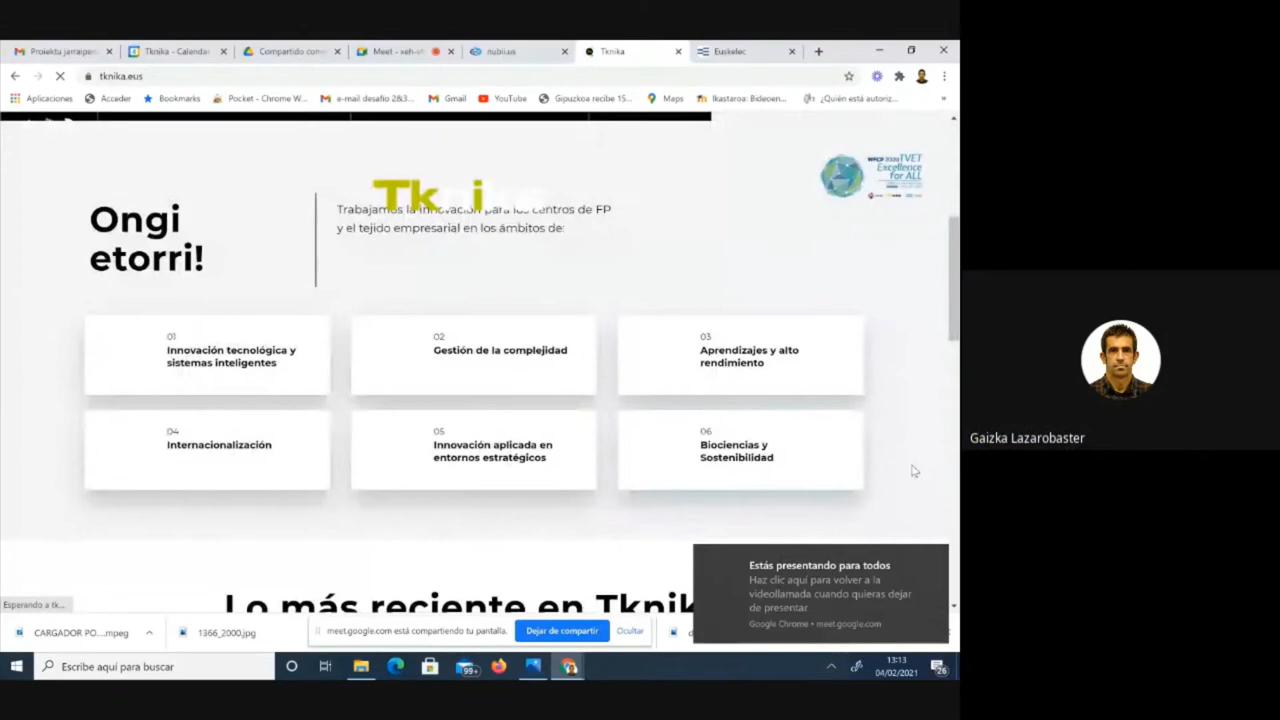 Proiektu jarraipen
Tknika - Calendar
Compartido con
Meet - xeh-
nubii.us
Tknika
Euskelec
tknika.eus
Aplicaciones
Acceder
Bookmarks
Pocket - Chrome W...
e-mail desafio 2&3...
Gmail
YouTube
Gipuzkoa recibe 15...
Maps
Ikastaroa: Bideoen...
¿Quién está autoriz...
WFCP 2020 TVET
Excellence
for ALL
Tknika
Ongi
etorri!
Trabajamos la innovación para los centros de FP
y el tejido empresarial en los ámbitos de:
01
Innovación tecnológica y
sistemas inteligentes
02
Gestión de la complejidad
03
Aprendizajes y alto
rendimiento
04
Internacionalización
05
Innovación aplicada en
entornos estratégicos
06
Biociencias y
Sostenibilidad
Gaizka Lazarobaster
Lo más reciente en Tknik
Estás presentando para todos
Haz clic aquí para volver a la
videollamada cuando quieras dejar
de presentar
Google Chrome • meet.google.com
Esperando a tk...
CARGADOR PO....mpeg
1366_2000.jpg
meet.google.com está compartiendo tu pantalla.
Dejar de compartir
Ocultar
Escribe aquí para buscar
99+
13:13
04/02/2021
26